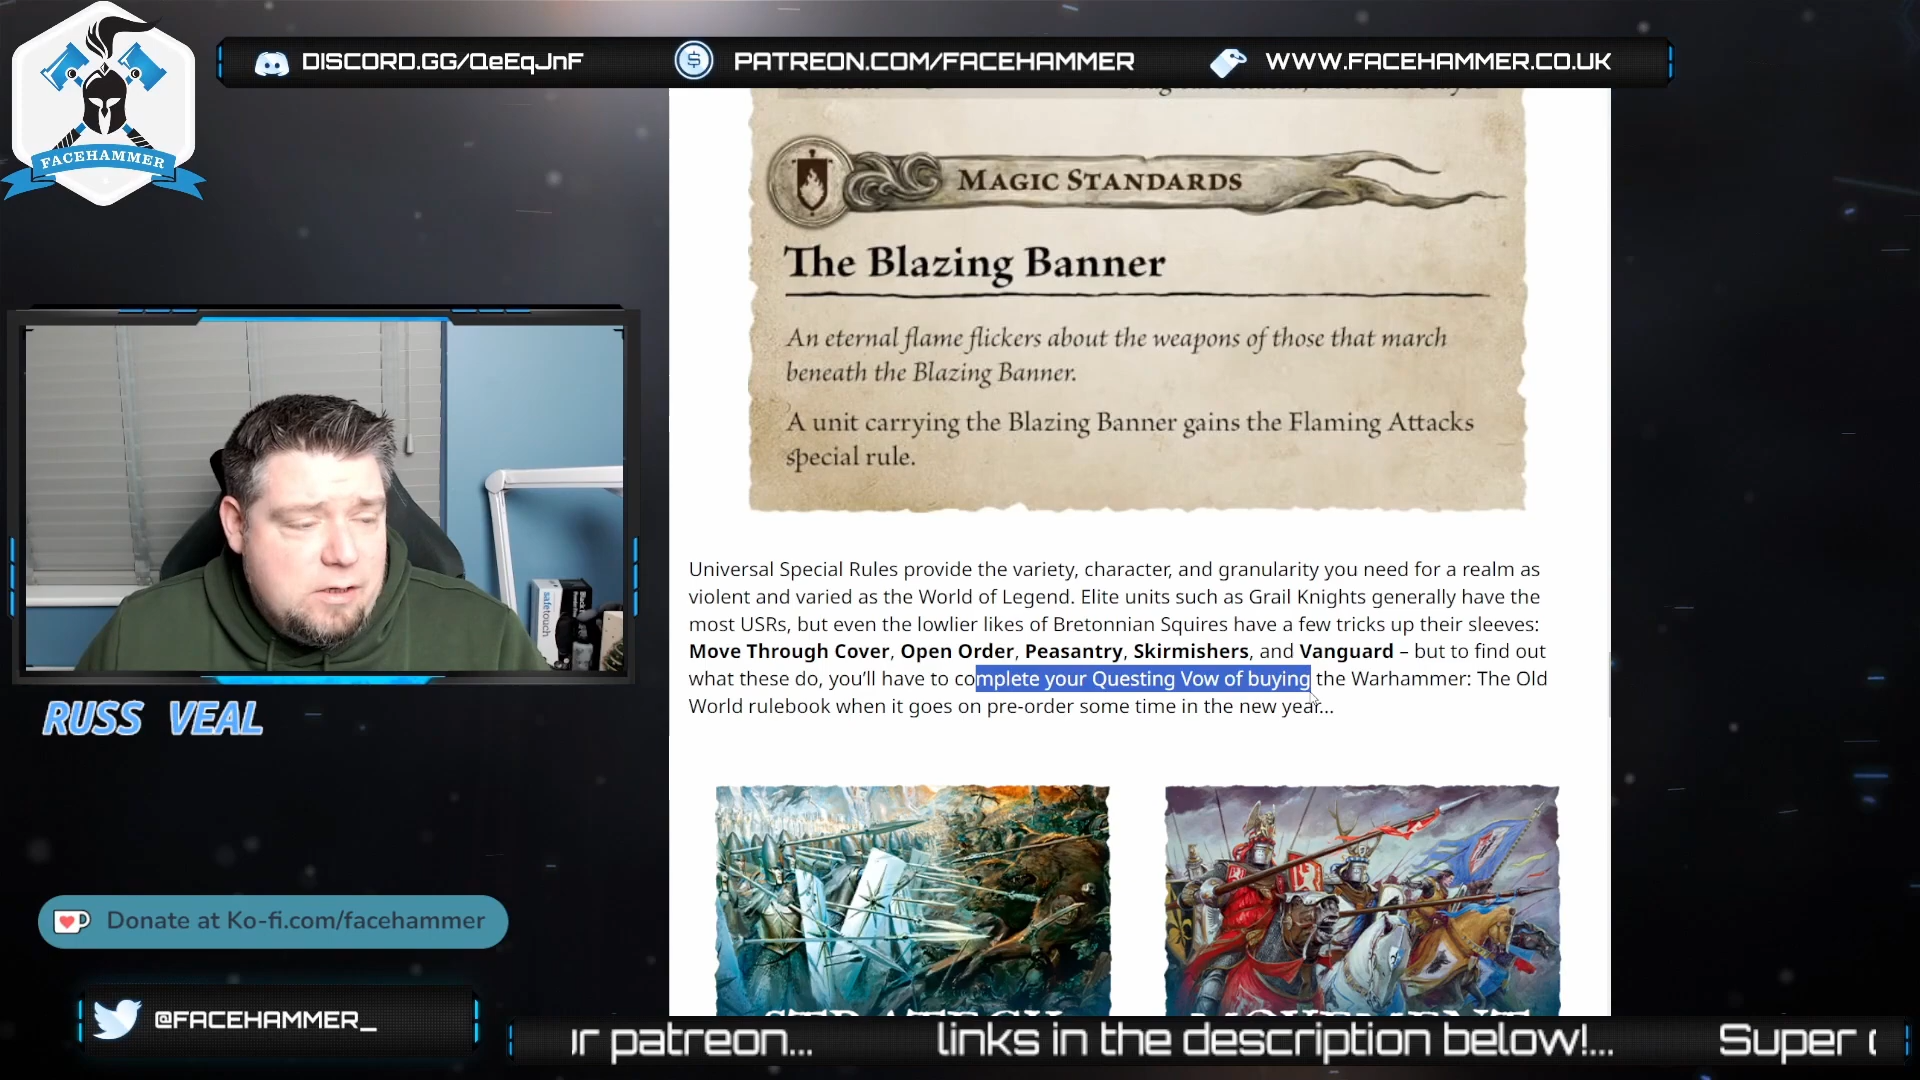 DISCORD.GG/QeEqJnF
PATREON.COM/FACEHAMMER
WWW.FACEHAMMER.CO.UK
FACEHAMMER
MAGIC STANDARDS
The Blazing Banner
An eternal flame flickers about the weapons of those that march
beneath the Blazing Banner.
A unit carrying the Blazing Banner gains the Flaming Attacks
special rule.
Universal Special Rules provide the variety, character, and granularity you need for a realm as
violent and varied as the World of Legend. Elite units such as Grail Knights generally have the
most USRs, but even the lowlier likes of Bretonnian Squires have a few tricks up their sleeves:
Move Through Cover, Open Order, Peasantry, Skirmishers, and Vanguard – but to find out
what these do, you’ll have to complete your Questing Vow of buying the Warhammer: The Old
World rulebook when it goes on pre-order some time in the new year...
safetouch
RUSS VEAL
Donate at Ko-fi.com/facehammer
@FACEHAMMER_
patreon...
links in the description below!...
Super